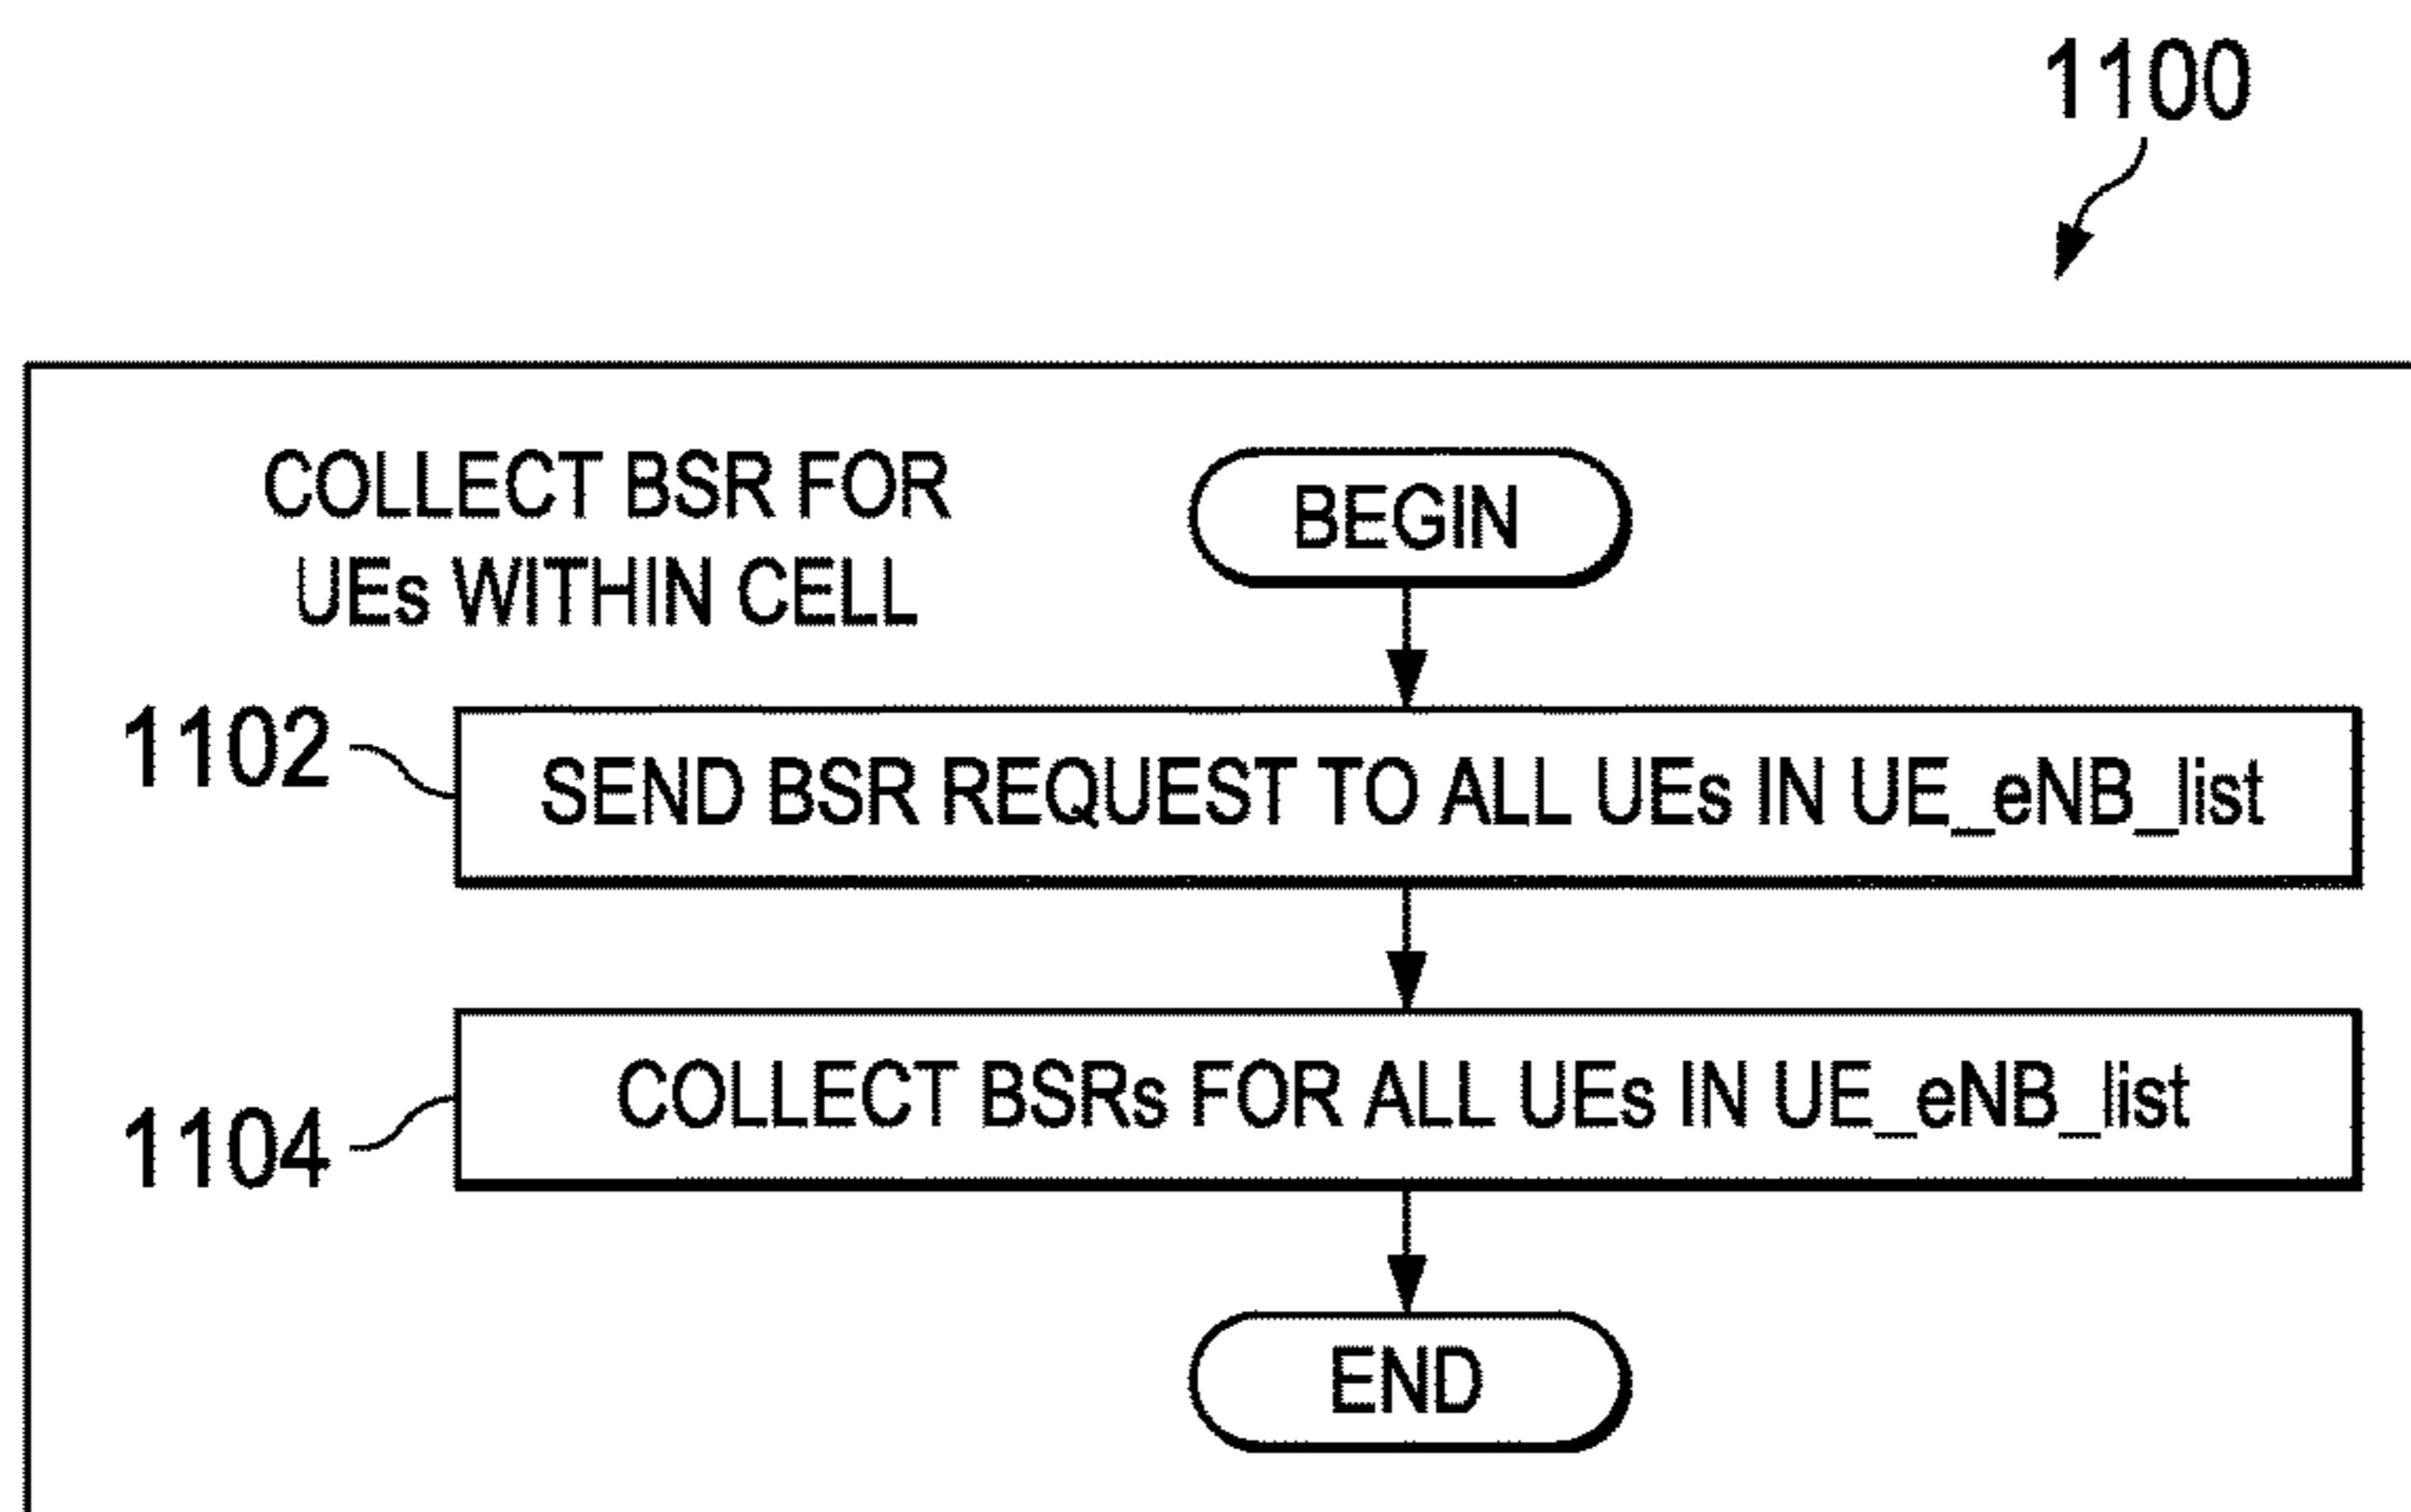 1100
COLLECT BSR FOR
UEs WITHIN CELL
BEGIN
1102
SEND BSR REQUEST TO ALL UEs IN UE_eNB_list
COLLECT BSRs FOR ALL UEs IN UE_eNB_list
1104
END